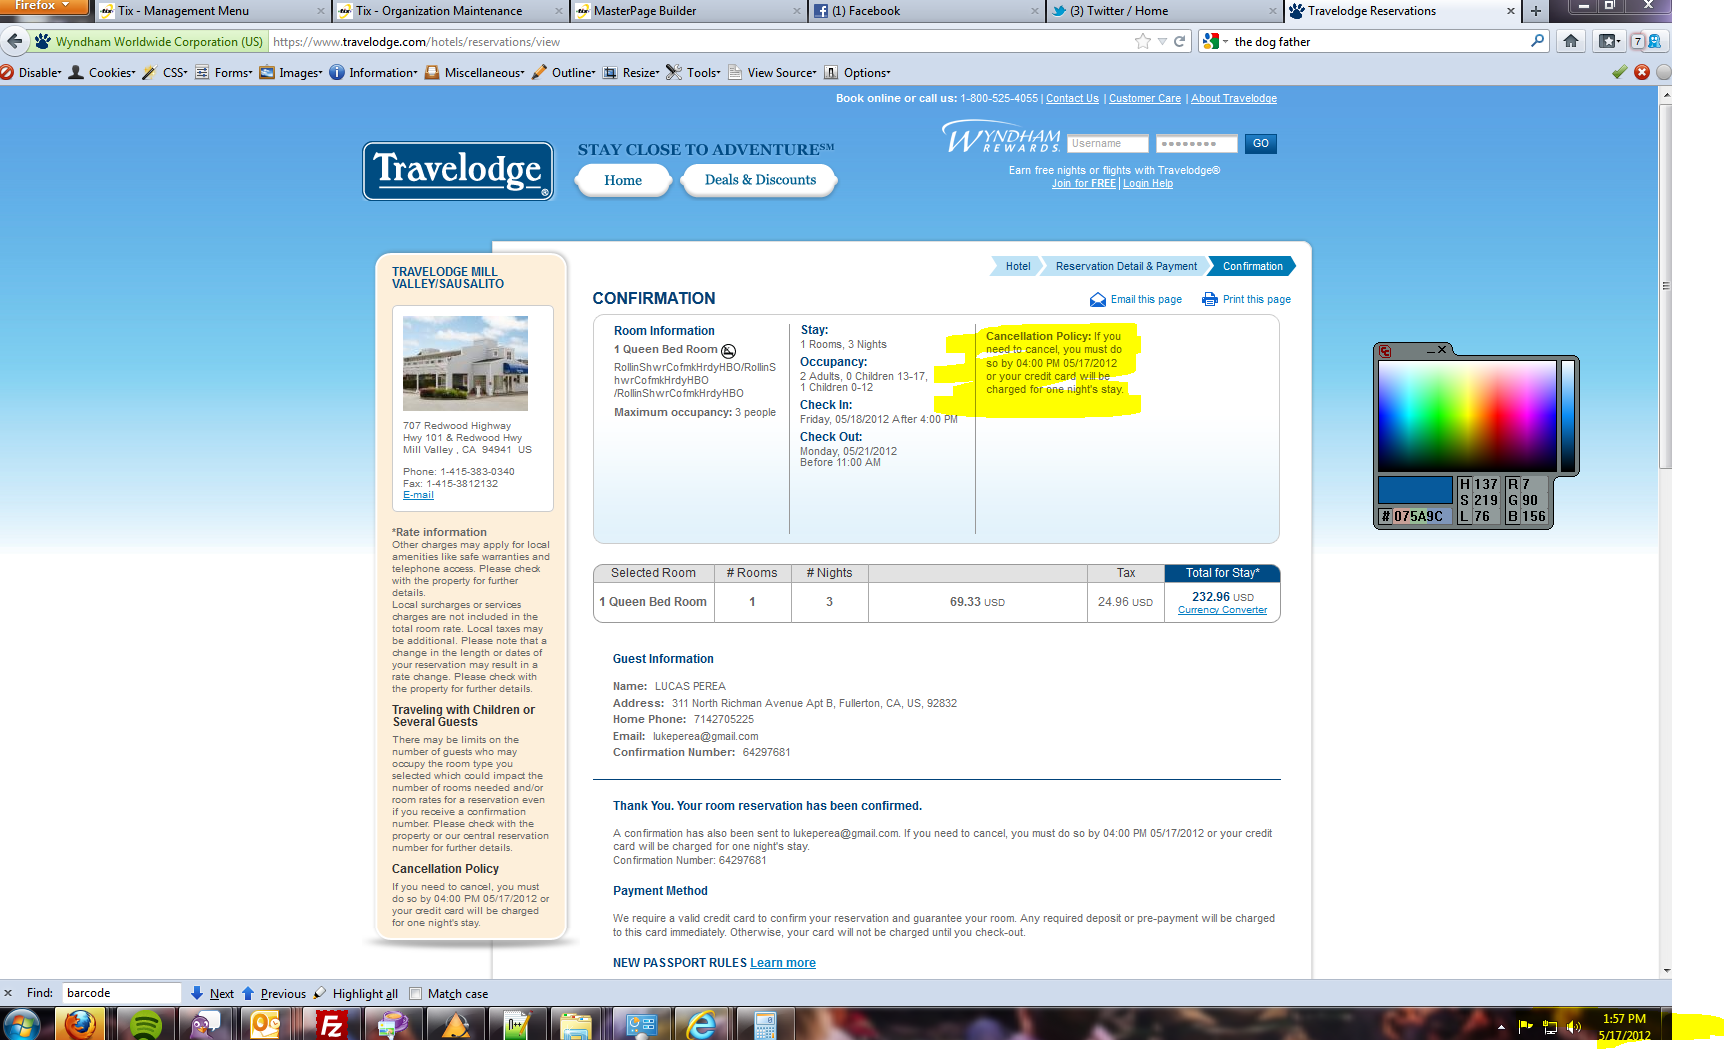 Firefox
Tix - Management Menu
Tix - Organization Maintenance
MasterPage Builder
(1) Facebook
(3) Twitter / Home
Travelodge Reservations
Wyndham Worldwide Corporation (US)
https://www.travelodge.com/hotels/reservations/view
the dog father
7
Disable
Cookies
CSS
Forms
Images
Information
Miscellaneous
Outline
Resize
Tools
View Source
Options
Book online or call us: 1-800-525-4055 | Contact Us | Customer Care | About Travelodge
Travelodge®
STAY CLOSE TO ADVENTURE℠
Home
Deals & Discounts
WYNDHAM
REWARDS
Username
GO
Earn free nights or flights with Travelodge®
Join for FREE | Login Help
TRAVELODGE MILL
VALLEY/SAUSALITO
707 Redwood Highway
Hwy 101 & Redwood Hwy
Mill Valley , CA 94941 US
Phone: 1-415-383-0340
Fax: 1-415-3812132
E-mail
*Rate information
Other charges may apply for local
amenities like safe warranties and
telephone access. Please check
with the property for further
details.
Local surcharges or services
charges are not included in the
total room rate. Local taxes may
be additional. Please note that a
change in the length or dates of
your reservation may result in a
rate change. Please check with
the property for further details.
Traveling with Children or
Several Guests
There may be limits on the
number of guests who may
occupy the room type you
selected which could impact the
number of rooms needed and/or
room rates for a reservation even
if you receive a confirmation
number. Please check with the
property or our central reservation
number for further details.
Cancellation Policy
If you need to cancel, you must
do so by 04:00 PM 05/17/2012 or
your credit card will be charged
for one night's stay.
Hotel
Reservation Detail & Payment
Confirmation
CONFIRMATION
Email this page
Print this page
Room Information
1 Queen Bed Room
RollinShwrCofmkHrdyHBO/RollinS
hwrCofmkHrdyHBO
/RollinShwrCofmkHrdyHBO
Maximum occupancy: 3 people
Stay:
1 Rooms, 3 Nights
Occupancy:
2 Adults, 0 Children 13-17,
1 Children 0-12
Check In:
Friday, 05/18/2012 After 4:00 PM
Check Out:
Monday, 05/21/2012
Before 11:00 AM
Cancellation Policy: If you
need to cancel, you must do
so by 04:00 PM 05/17/2012
or your credit card will be
charged for one night's stay.
H 137 R 7
S 219 G 90
# 075A9C L 76 B 156
Selected Room # Rooms # Nights Tax Total for Stay*
1 Queen Bed Room 1 3 69.33 USD 24.96 USD 232.96 USD
Currency Converter
Guest Information
Name: LUCAS PEREA
Address: 311 North Richman Avenue Apt B, Fullerton, CA, US, 92832
Home Phone: 7142705225
Email: lukeperea@gmail.com
Confirmation Number: 64297681
Thank You. Your room reservation has been confirmed.
A confirmation has also been sent to lukeperea@gmail.com. If you need to cancel, you must do so by 04:00 PM 05/17/2012 or your credit
card will be charged for one night's stay.
Confirmation Number: 64297681
Payment Method
We require a valid credit card to confirm your reservation and guarantee your room. Any required deposit or pre-payment will be charged
to this card immediately. Otherwise, your card will not be charged until you check-out.
NEW PASSPORT RULES Learn more
Find: barcode
Next
Previous
Highlight all
Match case
1:57 PM
5/17/2012